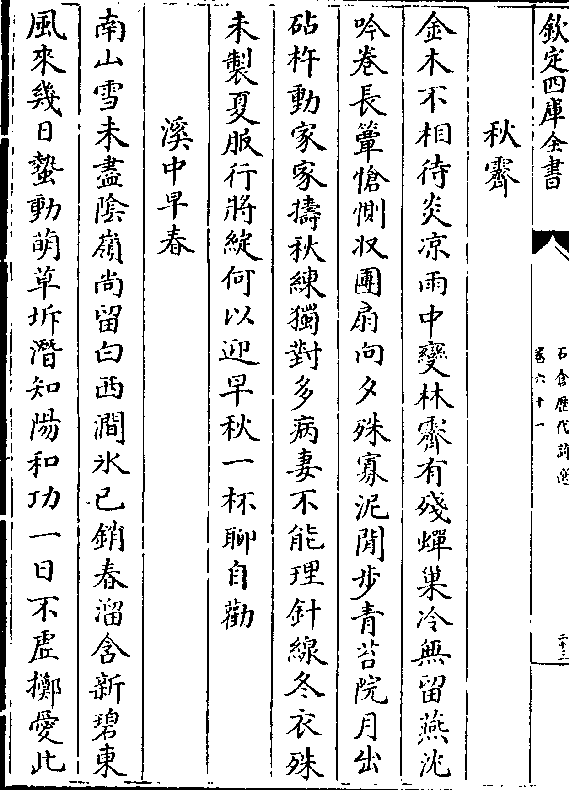 欽定四庫全書
石倉歷代詩選
卷六十一
二十三
秋霽
金木不相待炎凉雨中變林霽有殘蟬巢冷無留燕沈
吟卷長簟愴惻收團扇向夕殊寡泥閒步青苔院月出
砧杵動家家擣秋練獨對多病妻不能理針線冬衣殊
未製夏服行將綻何以迎早秋一杯聊自勸
溪中早春
南山雪未盡陰嶺尚留白西澗氷已銷春溜含新碧東
風來幾日蟄動萌草坼潛知陽和功一日不虛擲愛此